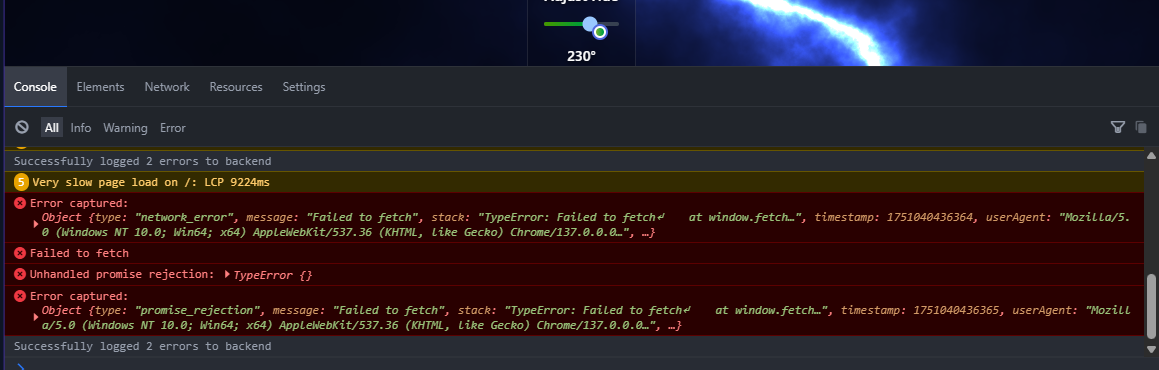 230°
Console Elements Network Resources Settings
All Info Warning Error
Successfully logged 2 errors to backend
5 Very slow page load on /: LCP 9224ms
Error captured:
Object {type: "network_error", message: "Failed to fetch", stack: "TypeError: Failed to fetch↵    at window.fetch…", timestamp: 1751040436364, userAgent: "Mozilla/5.
0 (Windows NT 10.0; Win64; x64) AppleWebKit/537.36 (KHTML, like Gecko) Chrome/137.0.0.0…", …}
Failed to fetch
Unhandled promise rejection: TypeError {}
Error captured:
Object {type: "promise_rejection", message: "Failed to fetch", stack: "TypeError: Failed to fetch↵    at window.fetch…", timestamp: 1751040436365, userAgent: "Mozill
a/5.0 (Windows NT 10.0; Win64; x64) AppleWebKit/537.36 (KHTML, like Gecko) Chrome/137.0.0.0…", …}
Successfully logged 2 errors to backend